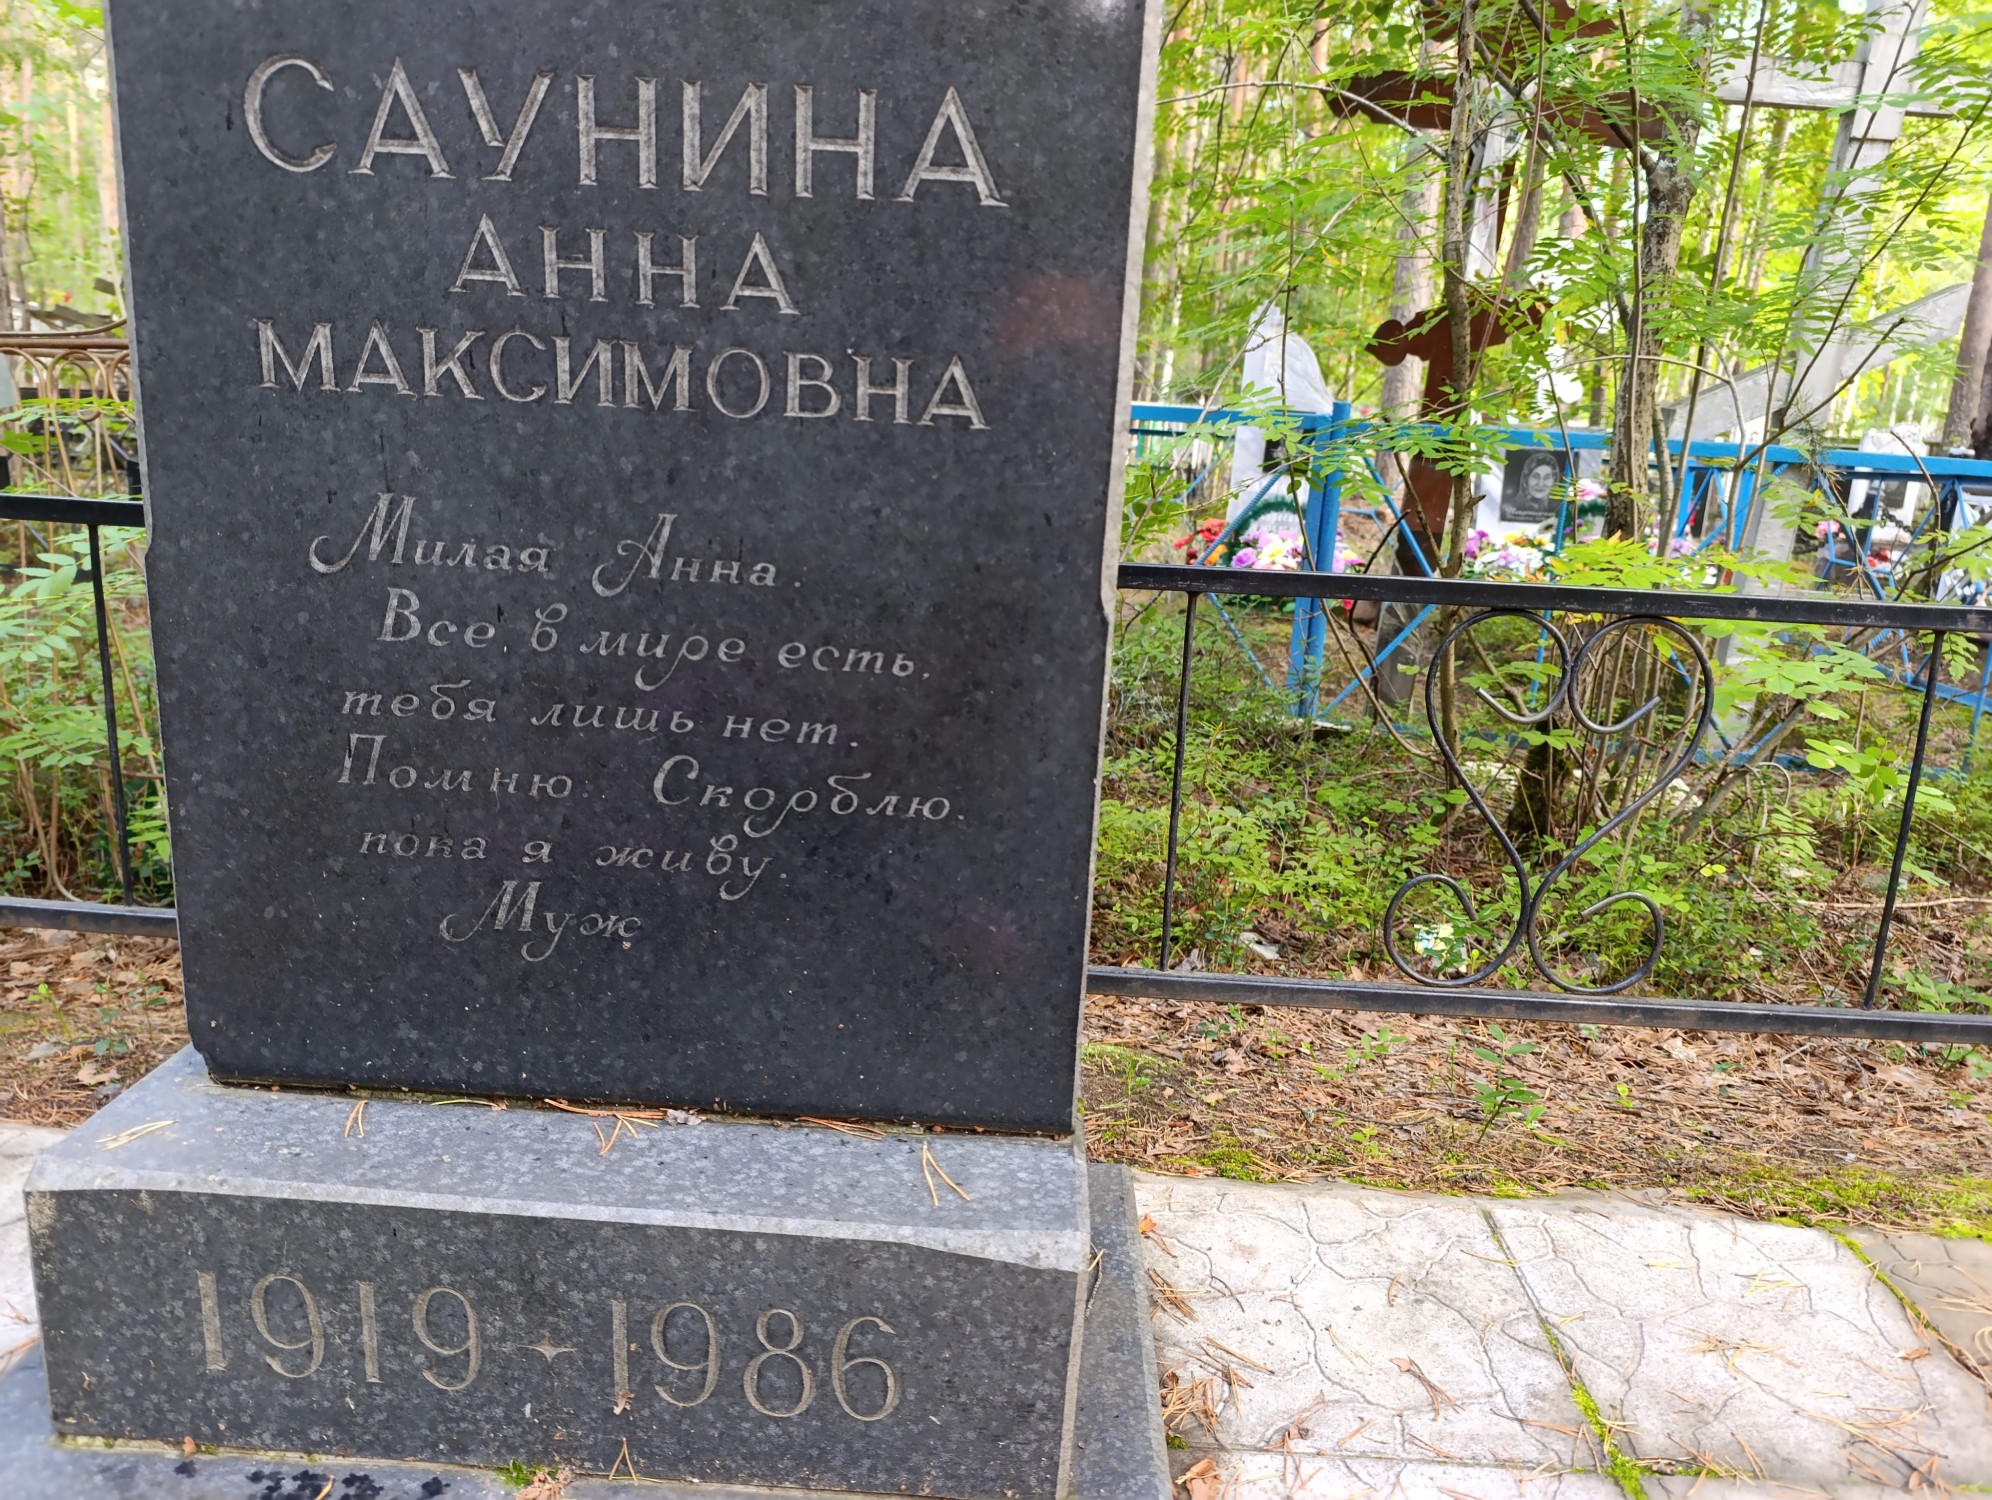 САУНИНА
АННА
МАКСИМОВНА
Милая Анна.
Все в мире есть,
тебя лишь нет.
Помню. Скорблю.
пока я живу.
Муж
1919 - 1986